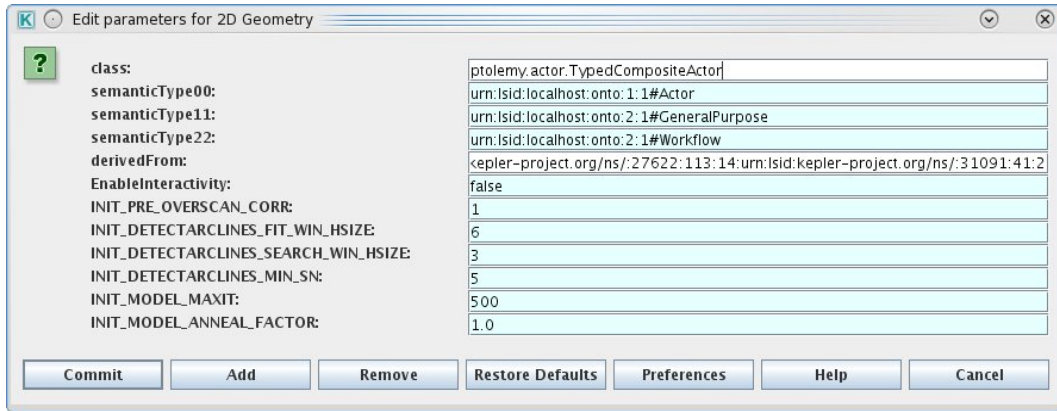 K Edit parameters for 2D Geometry
?
class: ptolemy.actor.TypedCompositeActor
semanticType00: urn:lsid:localhost:onto:1:1#Actor
semanticType11: urn:lsid:localhost:onto:2:1#GeneralPurpose
semanticType22: urn:lsid:localhost:onto:2:1#Workflow
derivedFrom: kepler-project.org/ns/:27622:113:14:urn:lsid:kepler-project.org/ns/:31091:41:2
EnableInteractivity: false
INIT_PRE_OVERSCAN_CORR: 1
INIT_DETECTARCLINES_FIT_WIN_HSIZE: 6
INIT_DETECTARCLINES_SEARCH_WIN_HSIZE: 3
INIT_DETECTARCLINES_MIN_SN: 5
INIT_MODEL_MAXIT: 500
INIT_MODEL_ANNEAL_FACTOR: 1.0
Commit Add Remove Restore Defaults Preferences Help Cancel